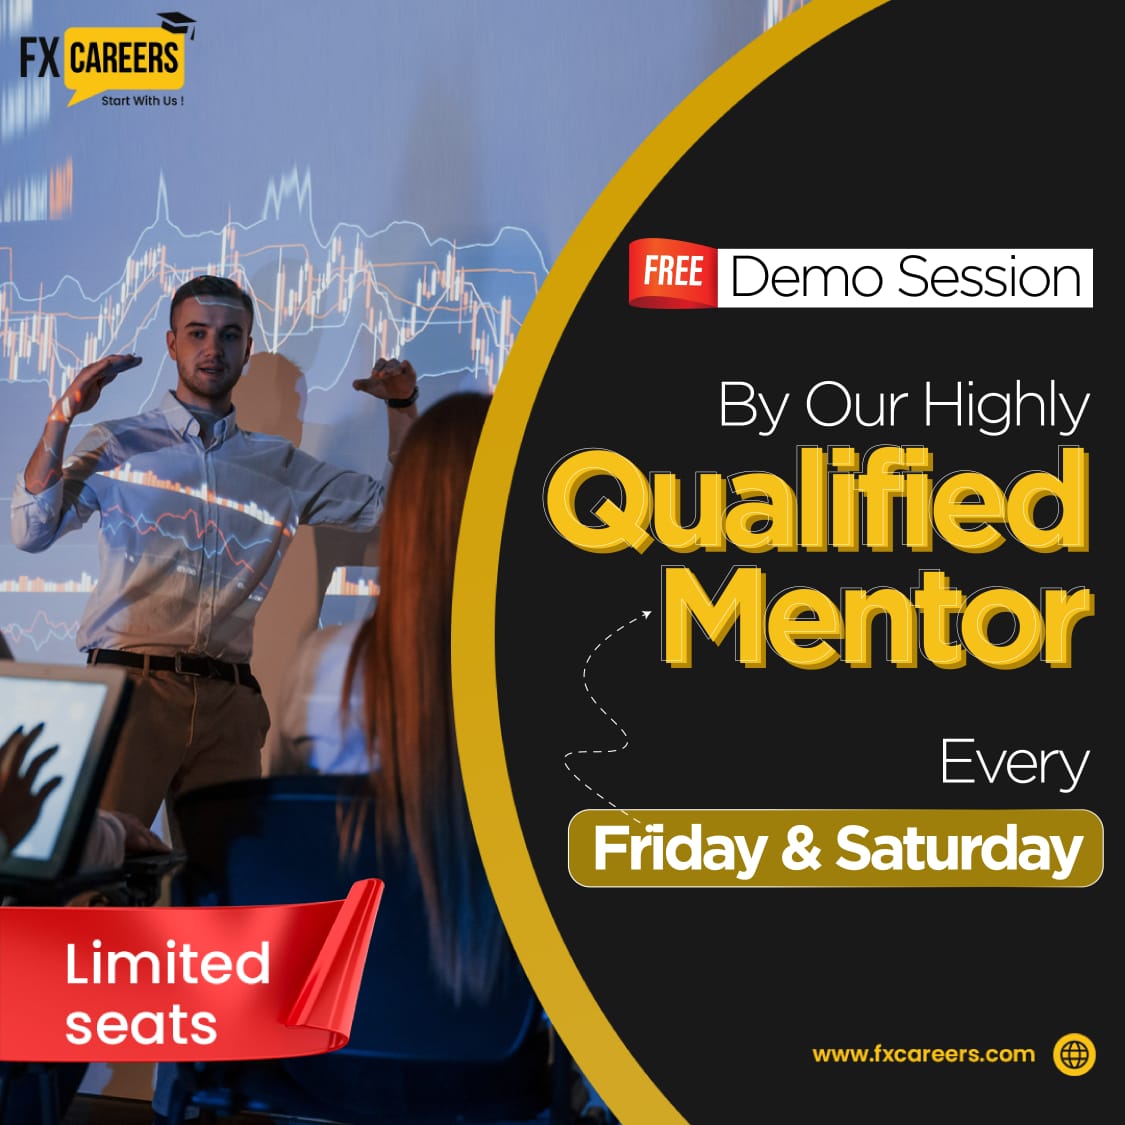 FX CAREERS
Start With Us !
FREE Demo Session
By Our Highly
Qualified
Mentor
Every
Friday & Saturday
Limited
seats
www.fxcareers.com